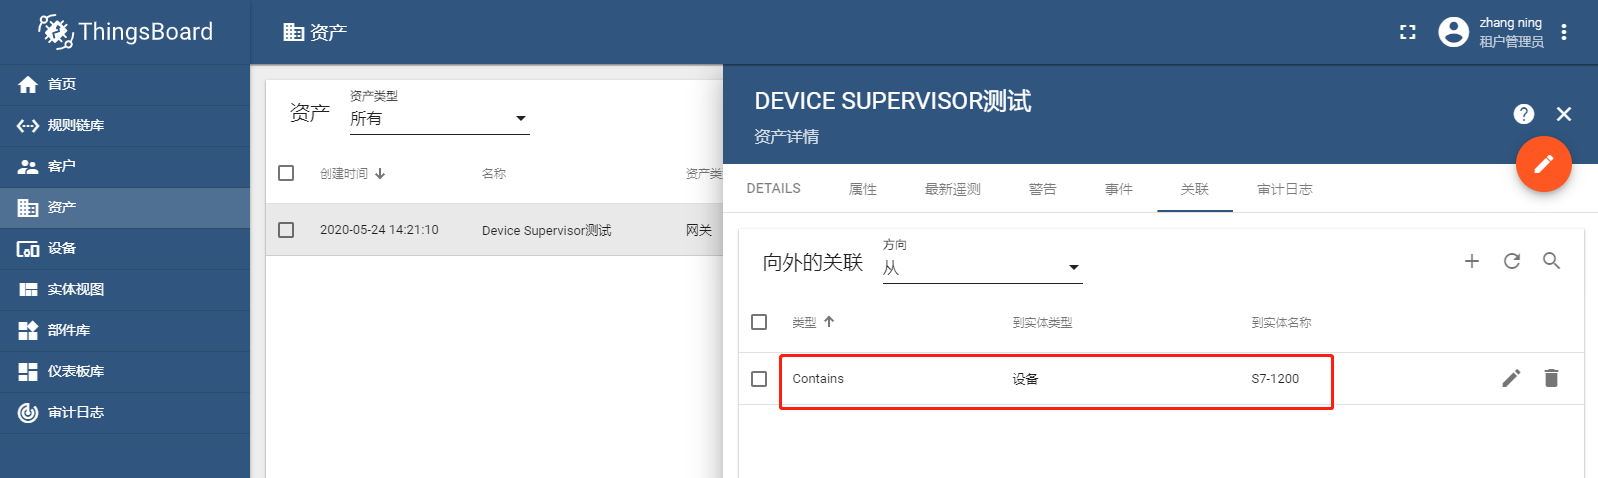 ThingsBoard
资产
zhang ning
租户管理员
首页
规则链库
客户
资产
设备
实体视图
部件库
仪表板库
审计日志
资产
资产类型
所有
创建时间
名称
资产类
2020-05-24 14:21:10
Device Supervisor测试
网关
DEVICE SUPERVISOR测试
资产详情
DETAILS
属性
最新遥测
警告
事件
关联
审计日志
向外的关联
方向
从
类型
到实体类型
到实体名称
Contains
设备
S7-1200